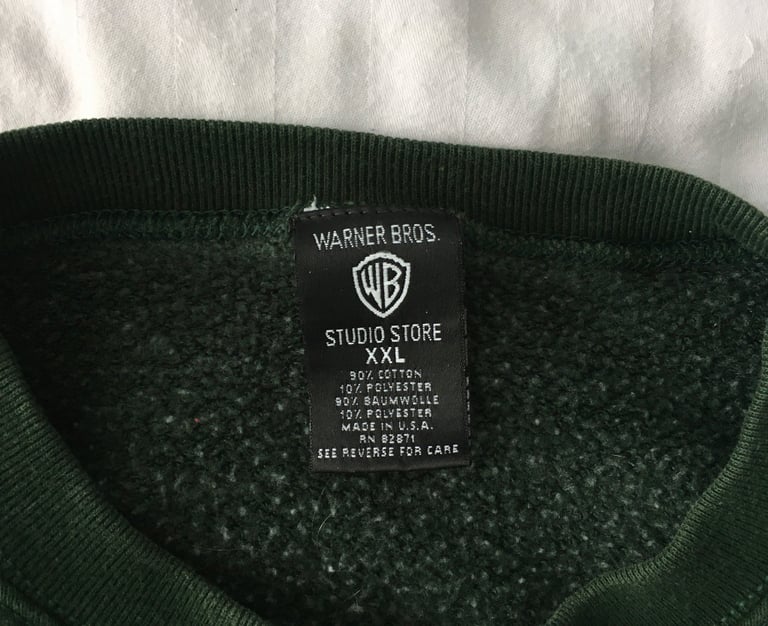 WARNER BROS.
WB
STUDIO STORE
XXL
90% COTTON
10% POLYESTER
90% BAUMWOLLE
10% POLYESTER
MADE IN U.S.A.
RN 82871
SEE REVERSE FOR CARE